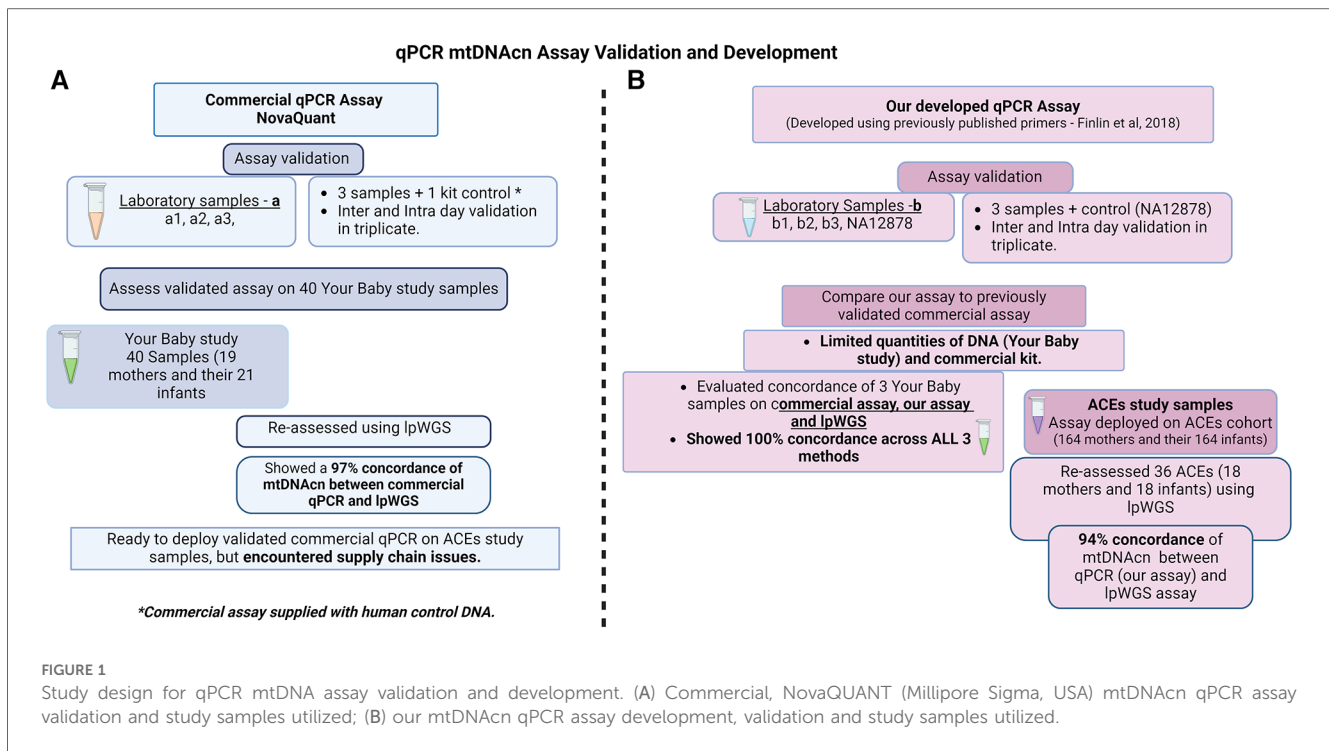 qPCR mtDNAcn Assay Validation and Development
A
Commercial qPCR Assay
NovaQuant
Assay validation
Laboratory samples - a
a1, a2, a3,
• 3 samples + 1 kit control *
• Inter and Intra day validation
in triplicate.
Assess validated assay on 40 Your Baby study samples
Your Baby study
40 Samples (19
mothers and their 21
infants
Re-assessed using lpWGS
Showed a 97% concordance of
mtDNAcn between commercial
qPCR and lpWGS
Ready to deploy validated commercial qPCR on ACEs study
samples, but encountered supply chain issues.
*Commercial assay supplied with human control DNA.
B
Our developed qPCR Assay
(Developed using previously published primers - Finlin et al, 2018)
Assay validation
Laboratory Samples -b
b1, b2, b3, NA12878
• 3 samples + control (NA12878)
• Inter and Intra day validation in
triplicate.
Compare our assay to previously
validated commercial assay
• Limited quantities of DNA (Your Baby
study) and commercial kit.
• Evaluated concordance of 3 Your Baby
samples on commercial assay, our assay
and lpWGS
• Showed 100% concordance across ALL 3
methods
ACEs study samples
Assay deployed on ACEs cohort
(164 mothers and their 164 infants)
Re-assessed 36 ACEs (18
mothers and 18 infants) using
lpWGS
94% concordance of
mtDNAcn between
qPCR (our assay) and
lpWGS assay
FIGURE 1
Study design for qPCR mtDNA assay validation and development. (A) Commercial, NovaQUANT (Millipore Sigma, USA) mtDNAcn qPCR assay
validation and study samples utilized; (B) our mtDNAcn qPCR assay development, validation and study samples utilized.